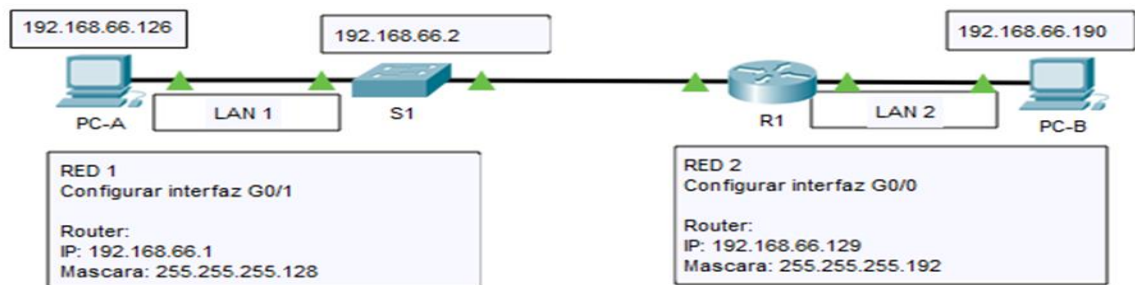 192.168.66.126
192.168.66.2
192.168.66.190
LAN 1
LAN 2
PC-A
S1
R1
PC-B
RED 1
Configurar interfaz G0/1
Router:
IP: 192.168.66.1
Mascara: 255.255.255.128
RED 2
Configurar interfaz G0/0
Router:
IP: 192.168.66.129
Mascara: 255.255.255.192